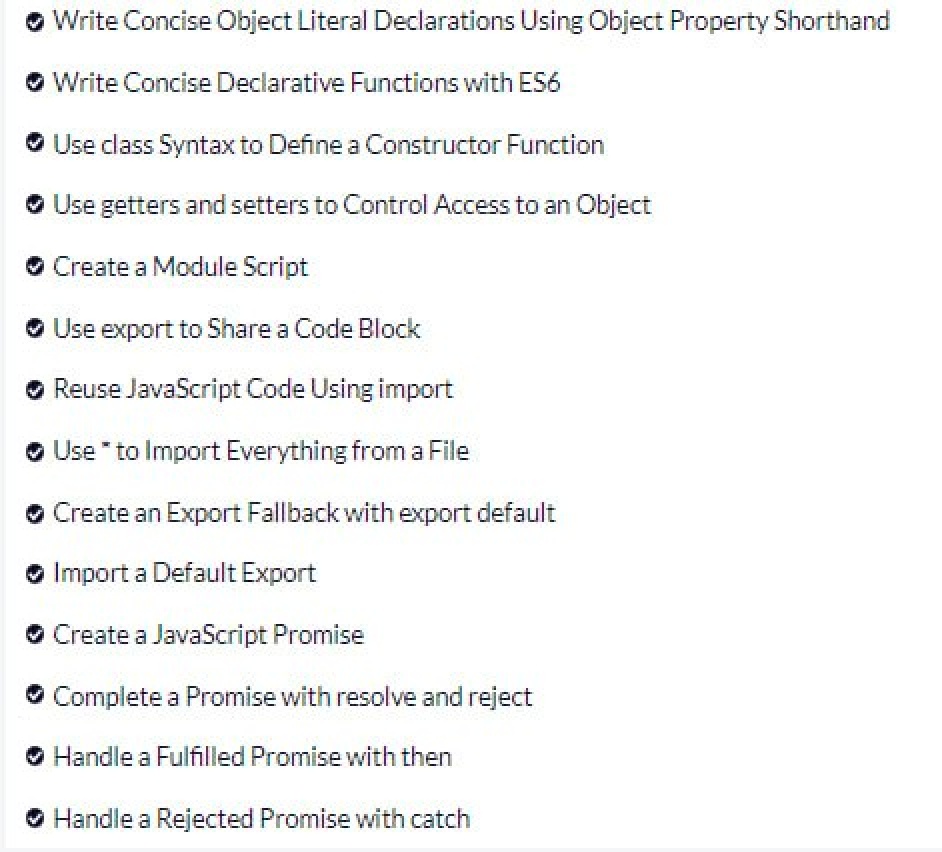 Write Concise Object Literal Declarations Using Object Property Shorthand
Write Concise Declarative Functions with ES6
Use class Syntax to Define a Constructor Function
Use getters and setters to Control Access to an Object
Create a Module Script
Use export to Share a Code Block
Reuse JavaScript Code Using import
Use * to Import Everything from a File
Create an Export Fallback with export default
Import a Default Export
Create a JavaScript Promise
Complete a Promise with resolve and reject
Handle a Fulfilled Promise with then
Handle a Rejected Promise with catch